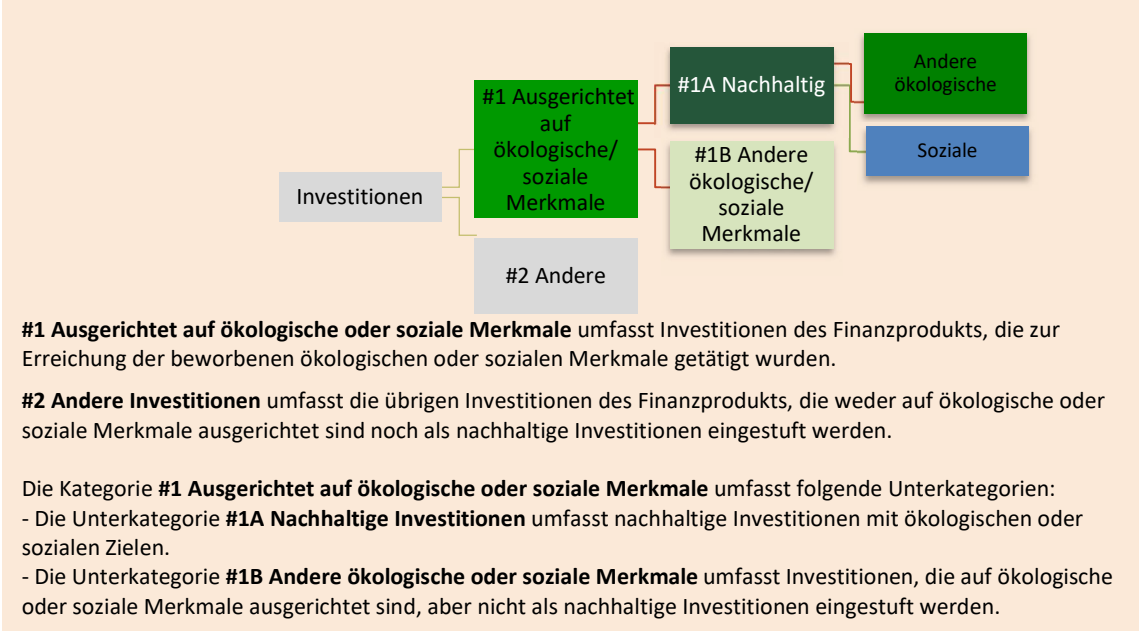 Investitionen
#1 Ausgerichtet
auf
ökologische/
soziale
Merkmale
#2 Andere
#1A Nachhaltig
#1B Andere
ökologische/
soziale
Merkmale
Andere
ökologische
Soziale
#1 Ausgerichtet auf ökologische oder soziale Merkmale umfasst Investitionen des Finanzprodukts, die zur
Erreichung der beworbenen ökologischen oder sozialen Merkmale getätigt wurden.
#2 Andere Investitionen umfasst die übrigen Investitionen des Finanzprodukts, die weder auf ökologische oder
soziale Merkmale ausgerichtet sind noch als nachhaltige Investitionen eingestuft werden.
Die Kategorie #1 Ausgerichtet auf ökologische oder soziale Merkmale umfasst folgende Unterkategorien:
- Die Unterkategorie #1A Nachhaltige Investitionen umfasst nachhaltige Investitionen mit ökologischen oder
sozialen Zielen.
- Die Unterkategorie #1B Andere ökologische oder soziale Merkmale umfasst Investitionen, die auf ökologische
oder soziale Merkmale ausgerichtet sind, aber nicht als nachhaltige Investitionen eingestuft werden.